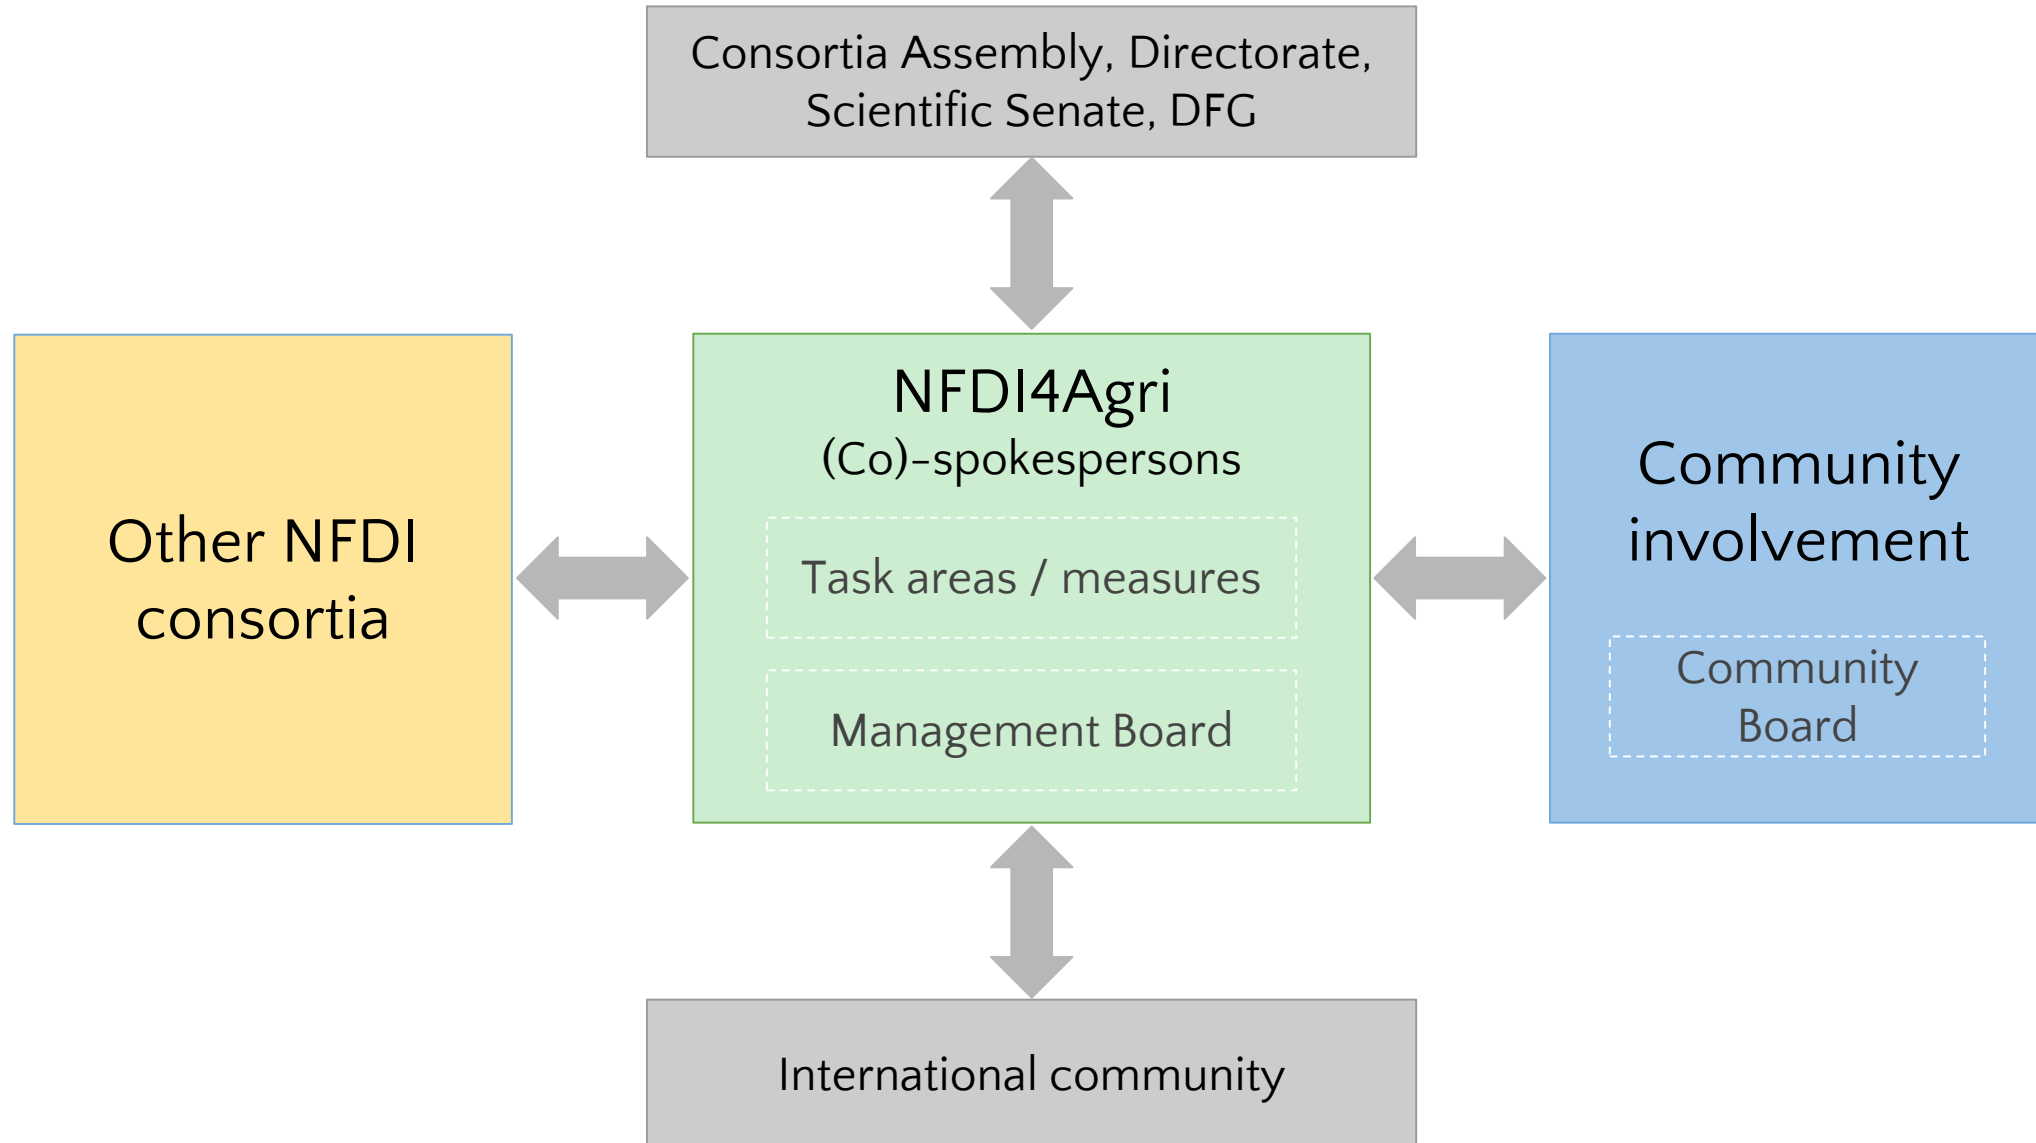 Consortia Assembly, Directorate,
Scientific Senate, DFG
Other NFDI
consortia
NFDI4Agri
(Co)-spokespersons
Task areas / measures
Management Board
Community
involvement
Community
Board
International community